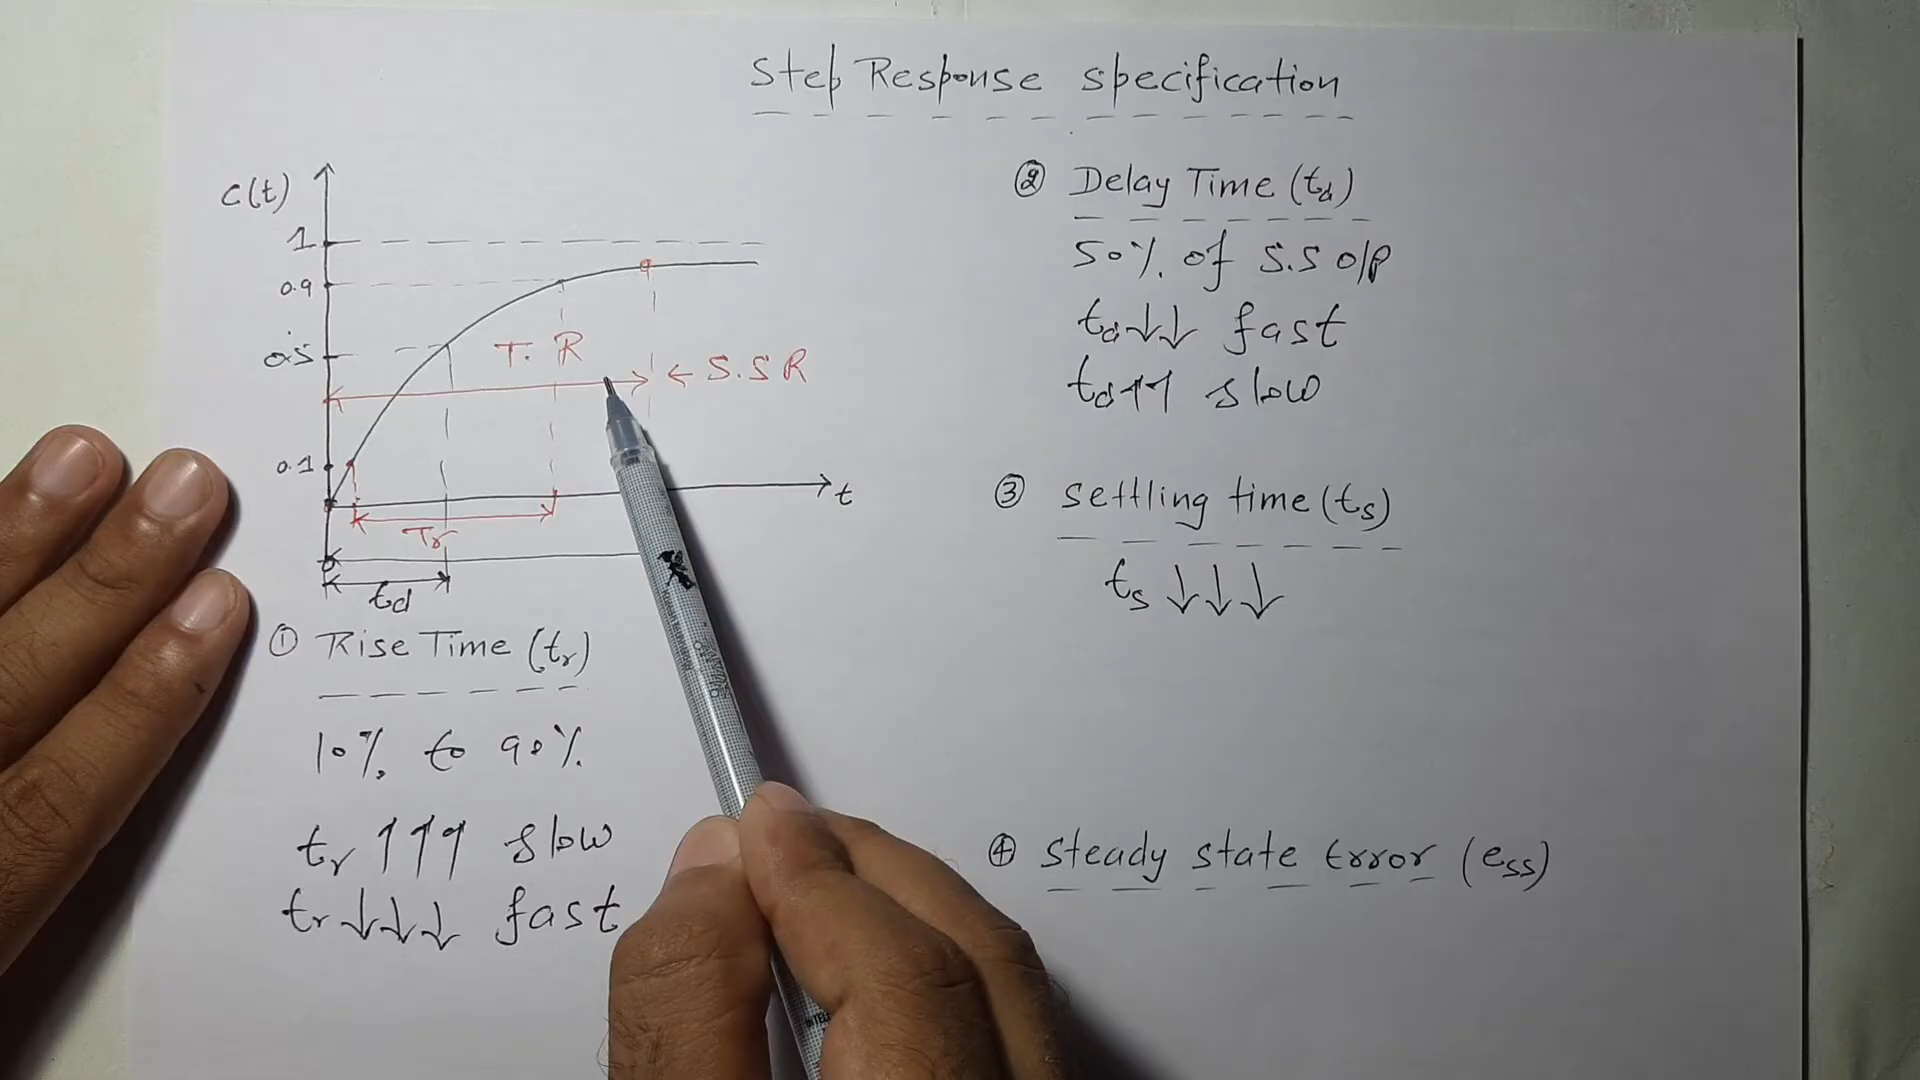 Step Response specification
C(t)
1
0.9
0.5
0.1
T. R
← S.S R
t
Tr
td
① Rise Time (tr)
10% to 90%
tr ↑↑↑ slow
tr ↓↓↓ fast
② Delay Time (td)
50% of S.S o/p
td ↓↓ fast
td ↑↑ slow
③ settling time (ts)
ts ↓↓↓
④ steady state Error (ess)